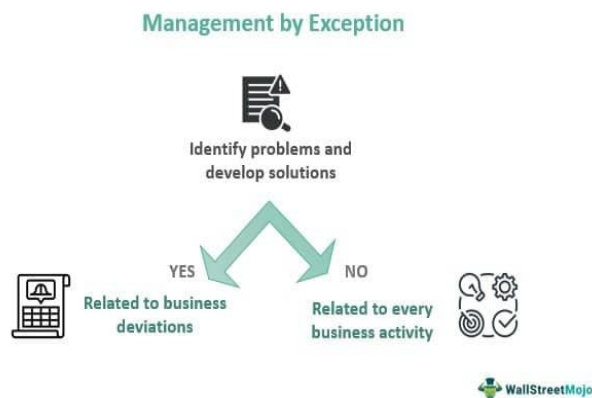 Management by Exception
Identify problems and
develop solutions
YES
NO
Related to business
deviations
Related to every
business activity
WallStreetMojo